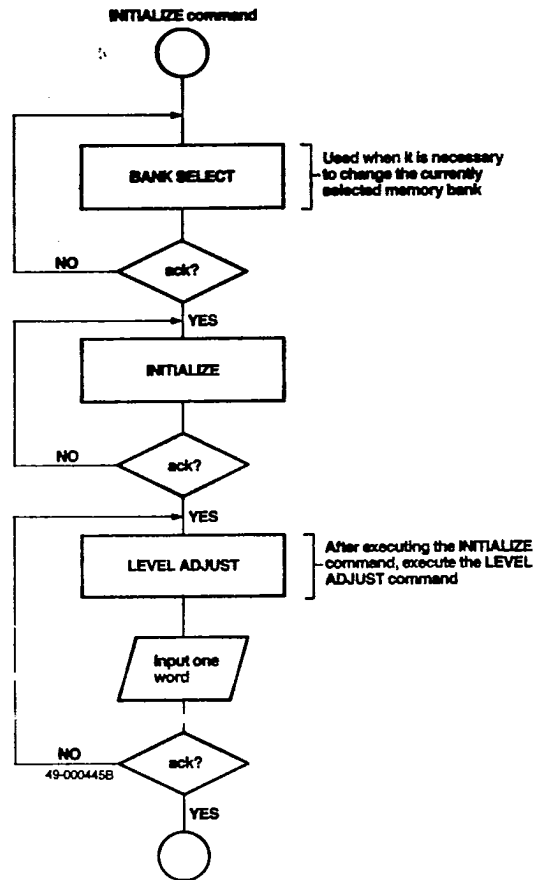 INITIALIZE command
BANK SELECT
Used when it is necessary
to change the currently
selected memory bank
NO
ack?
YES
INITIALIZE
NO
ack?
YES
LEVEL ADJUST
After executing the INITIALIZE
command, execute the LEVEL
ADJUST command
Input one
word
NO
ack?
49-000445B
YES